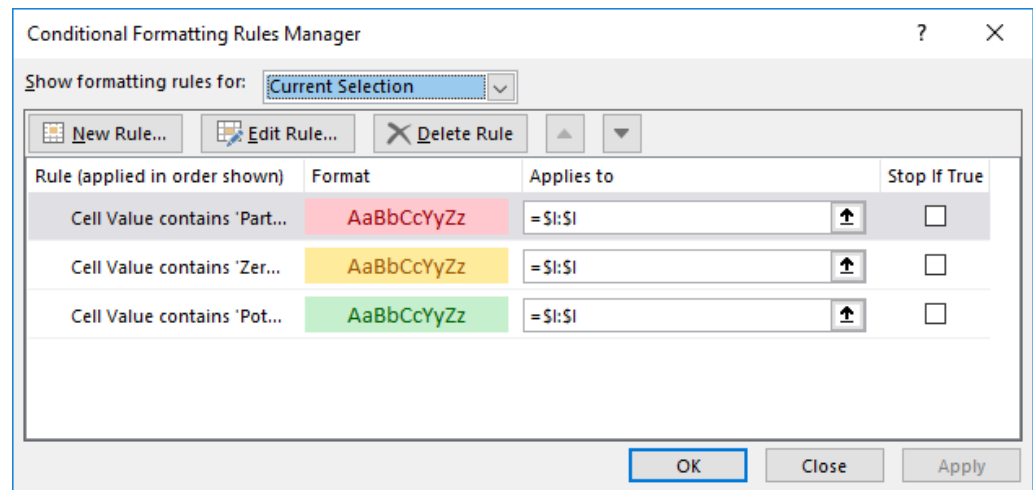 Conditional Formatting Rules Manager ?
Show formatting rules for: Current Selection
New Rule... Edit Rule... Delete Rule
Rule (applied in order shown) Format Applies to Stop If True
Cell Value contains 'Part... AaBbCcYyZz =$I:$I
Cell Value contains 'Zer... AaBbCcYyZz =$I:$I
Cell Value contains 'Pot... AaBbCcYyZz =$I:$I
OK Close Apply